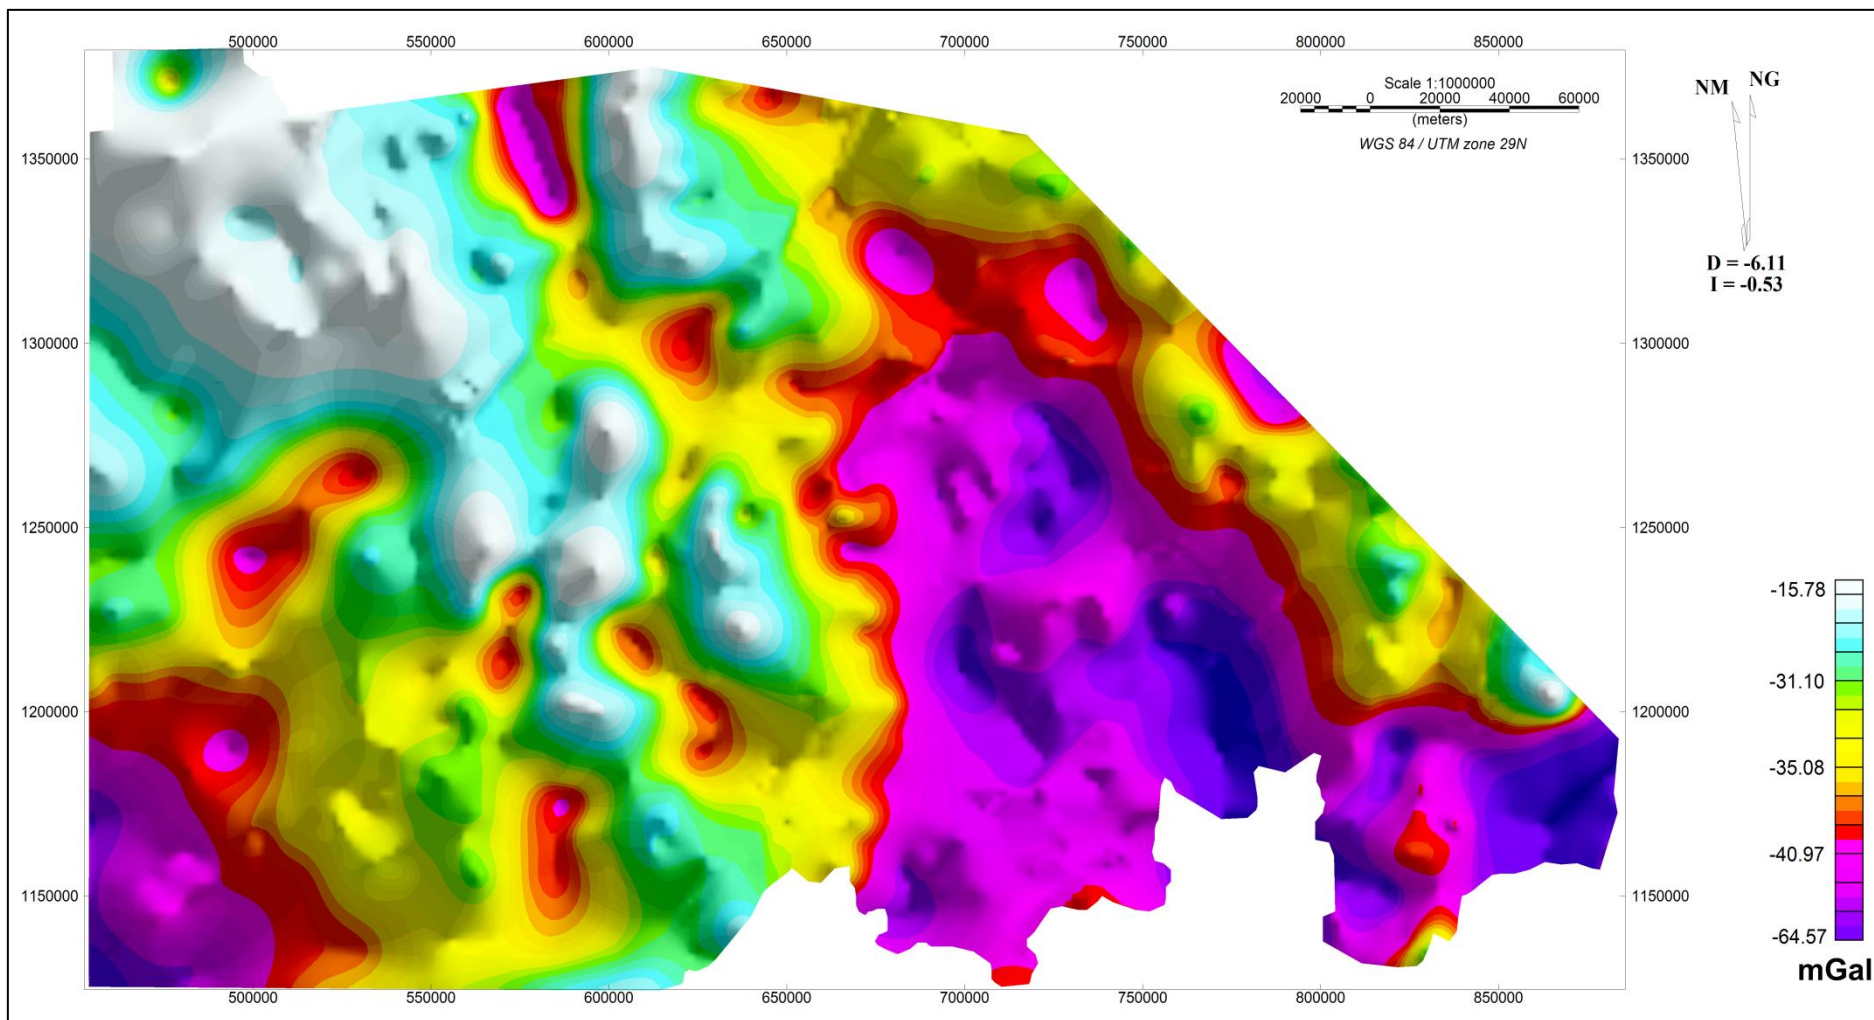 500000 550000 600000 650000 700000 750000 800000 850000
Scale 1:1000000
20000 0 20000 40000 60000
(meters)
WGS 84 / UTM zone 29N
NM NG
D = -6.11
I = -0.53
1350000 1350000
1300000 1300000
1250000 1250000
1200000 1200000
1150000 1150000
-15.78
-31.10
-35.08
-40.97
-64.57
mGal
500000 550000 600000 650000 700000 750000 800000 850000